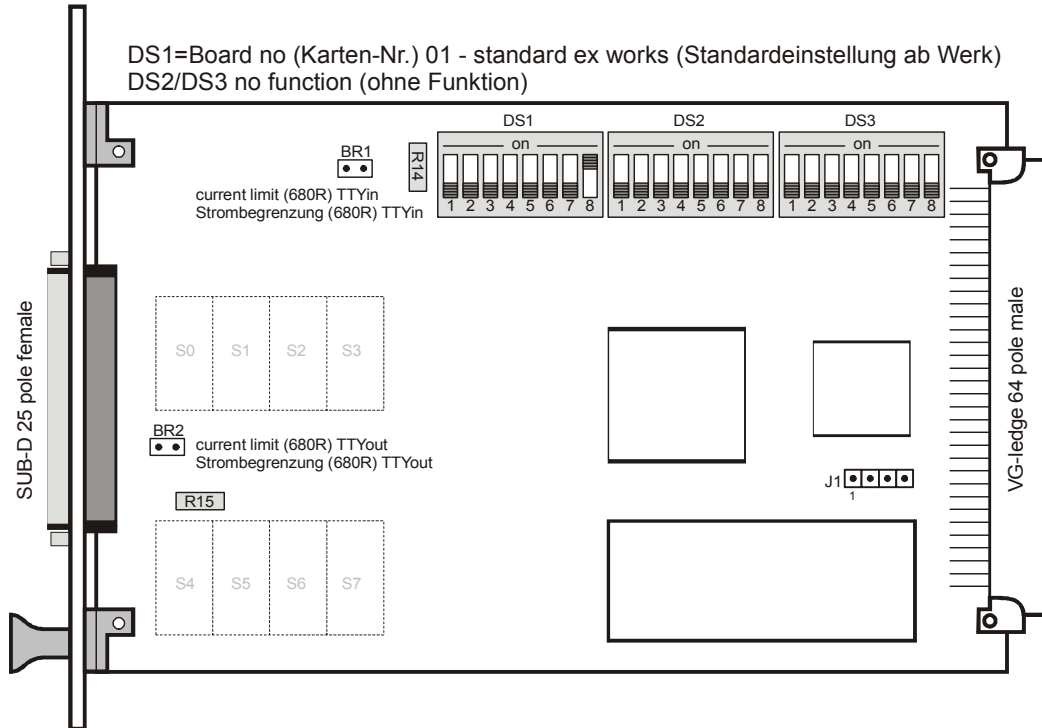 DS1=Board no (Karten-Nr.) 01 - standard ex works (Standardeinstellung ab Werk)
DS2/DS3 no function (ohne Funktion)
DS1
DS2
DS3
on
on
on
1 2 3 4 5 6 7 8
1 2 3 4 5 6 7 8
1 2 3 4 5 6 7 8
BR1
R14
current limit (680R) TTYin
Strombegrenzung (680R) TTYin
SUB-D 25 pole female
S0 S1 S2 S3
BR2
current limit (680R) TTYout
Strombegrenzung (680R) TTYout
R15
S4 S5 S6 S7
J1
1
VG-ledge 64 pole male